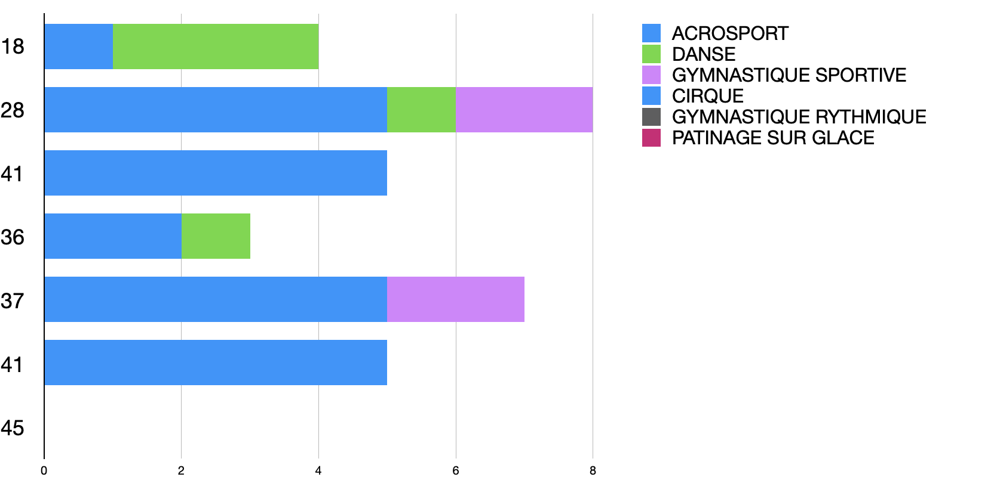 18
28
41
36
37
41
45
0 2 4 6 8
ACROSPORT
DANSE
GYMNASTIQUE SPORTIVE
CIRQUE
GYMNASTIQUE RYTHMIQUE
PATINAGE SUR GLACE